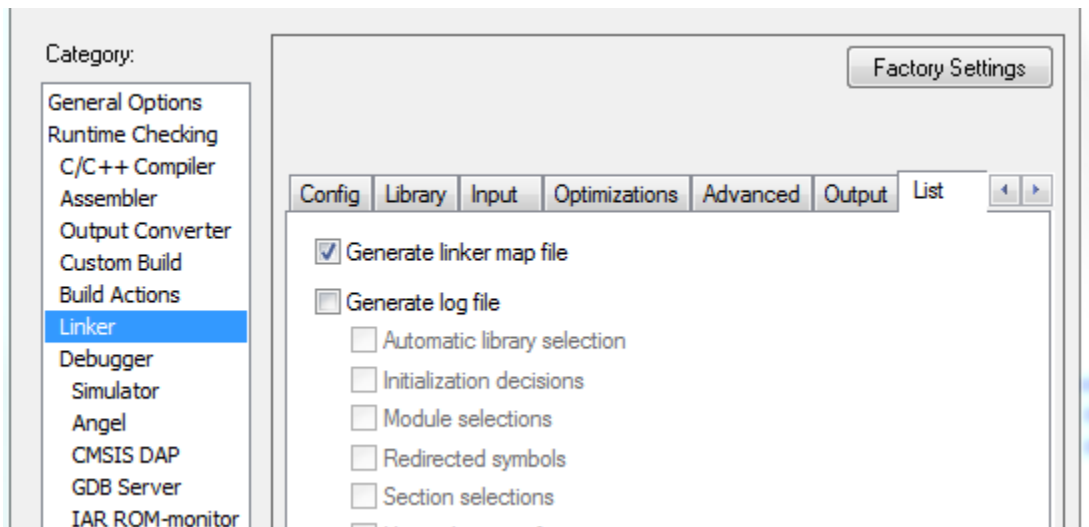 Category:
Factory Settings
General Options
Runtime Checking
C/C++ Compiler
Assembler
Output Converter
Custom Build
Build Actions
Linker
Debugger
Simulator
Angel
CMSIS DAP
GDB Server
IAR ROM-monitor
Config Library Input Optimizations Advanced Output List
Generate linker map file
Generate log file
Automatic library selection
Initialization decisions
Module selections
Redirected symbols
Section selections